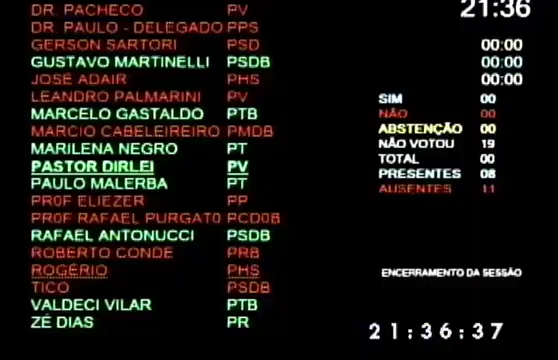 DR. PACHECO PV
21:36
DR. PAULO - DELEGADO PPS
GERSON SARTORI PSD
00:00
GUSTAVO MARTINELLI PSDB
00:00
JOSÉ ADAIR PHS
00:00
LEANDRO PALMARINI PV
SIM 00
MARCELO GASTALDO PTB
NÃO 00
MARCIO CABELEIREIRO PMDB
ABSTENÇÃO 00
MARILENA NEGRO PT
NÃO VOTOU 19
PASTOR DIRLEI PV
TOTAL 00
PAULO MALERBA PT
PRESENTES 08
AUSENTES 11
PROF ELIEZER PP
PROF RAFAEL PURGATO PCDOB
RAFAEL ANTONUCCI PSDB
ROBERTO CONDE PRB
ROGÉRIO PHS
ENCERRAMENTO DA SESSÃO
TICO PSDB
VALDECI VILAR PTB
ZÉ DIAS PR
21:36:37